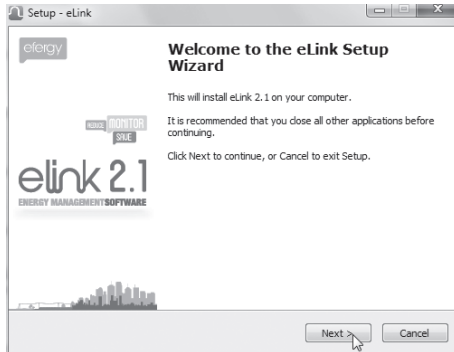 Setup - eLink
efergy
Welcome to the eLink Setup
Wizard
This will install eLink 2.1 on your computer.
It is recommended that you close all other applications before
continuing.
Click Next to continue, or Cancel to exit Setup.
REDUCE MONITOR
SAVE
elink 2.1
ENERGY MANAGEMENTSOFTWARE
Next >
Cancel